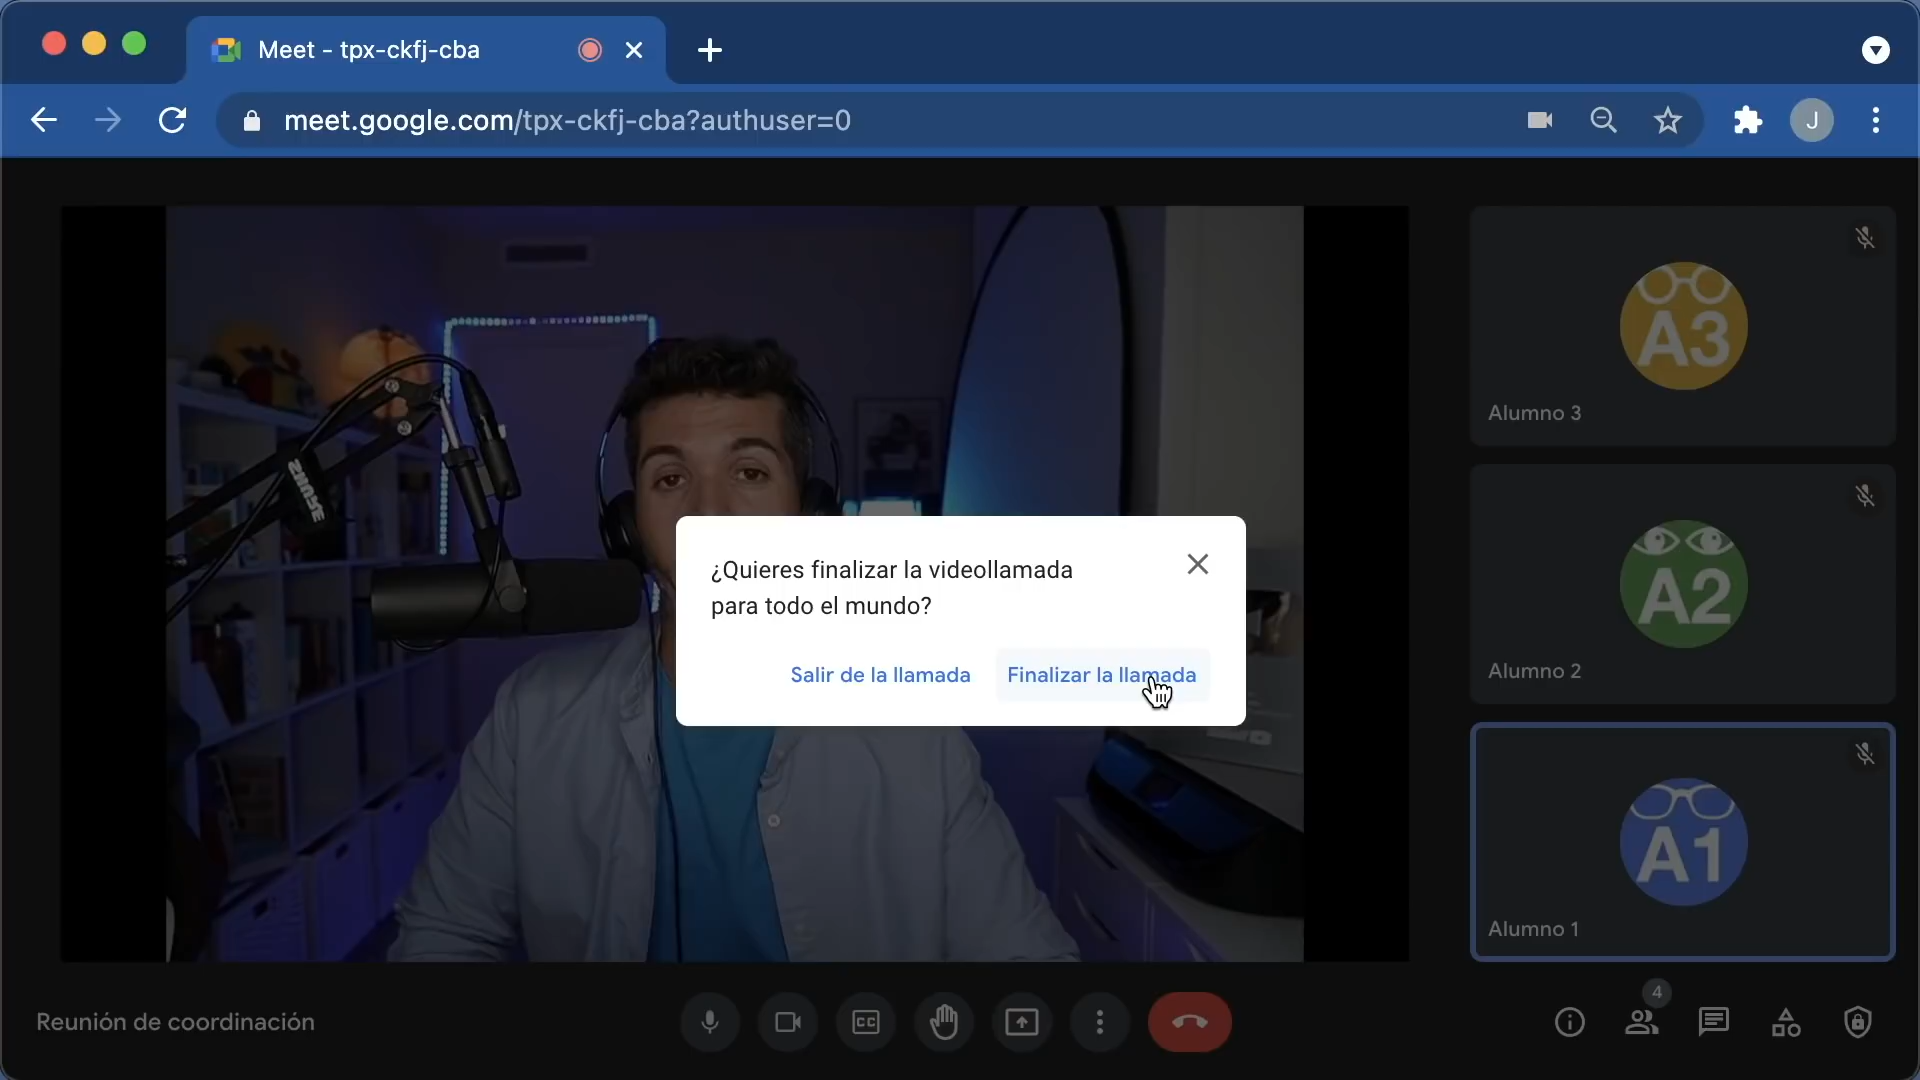 Meet - tpx-ckfj-cba
meet.google.com/tpx-ckfj-cba?authuser=0
J
SHURE
A3
Alumno 3
A2
Alumno 2
A1
Alumno 1
¿Quieres finalizar la videollamada
para todo el mundo?
Salir de la llamada
Finalizar la llamada
Reunión de coordinación
CC
4